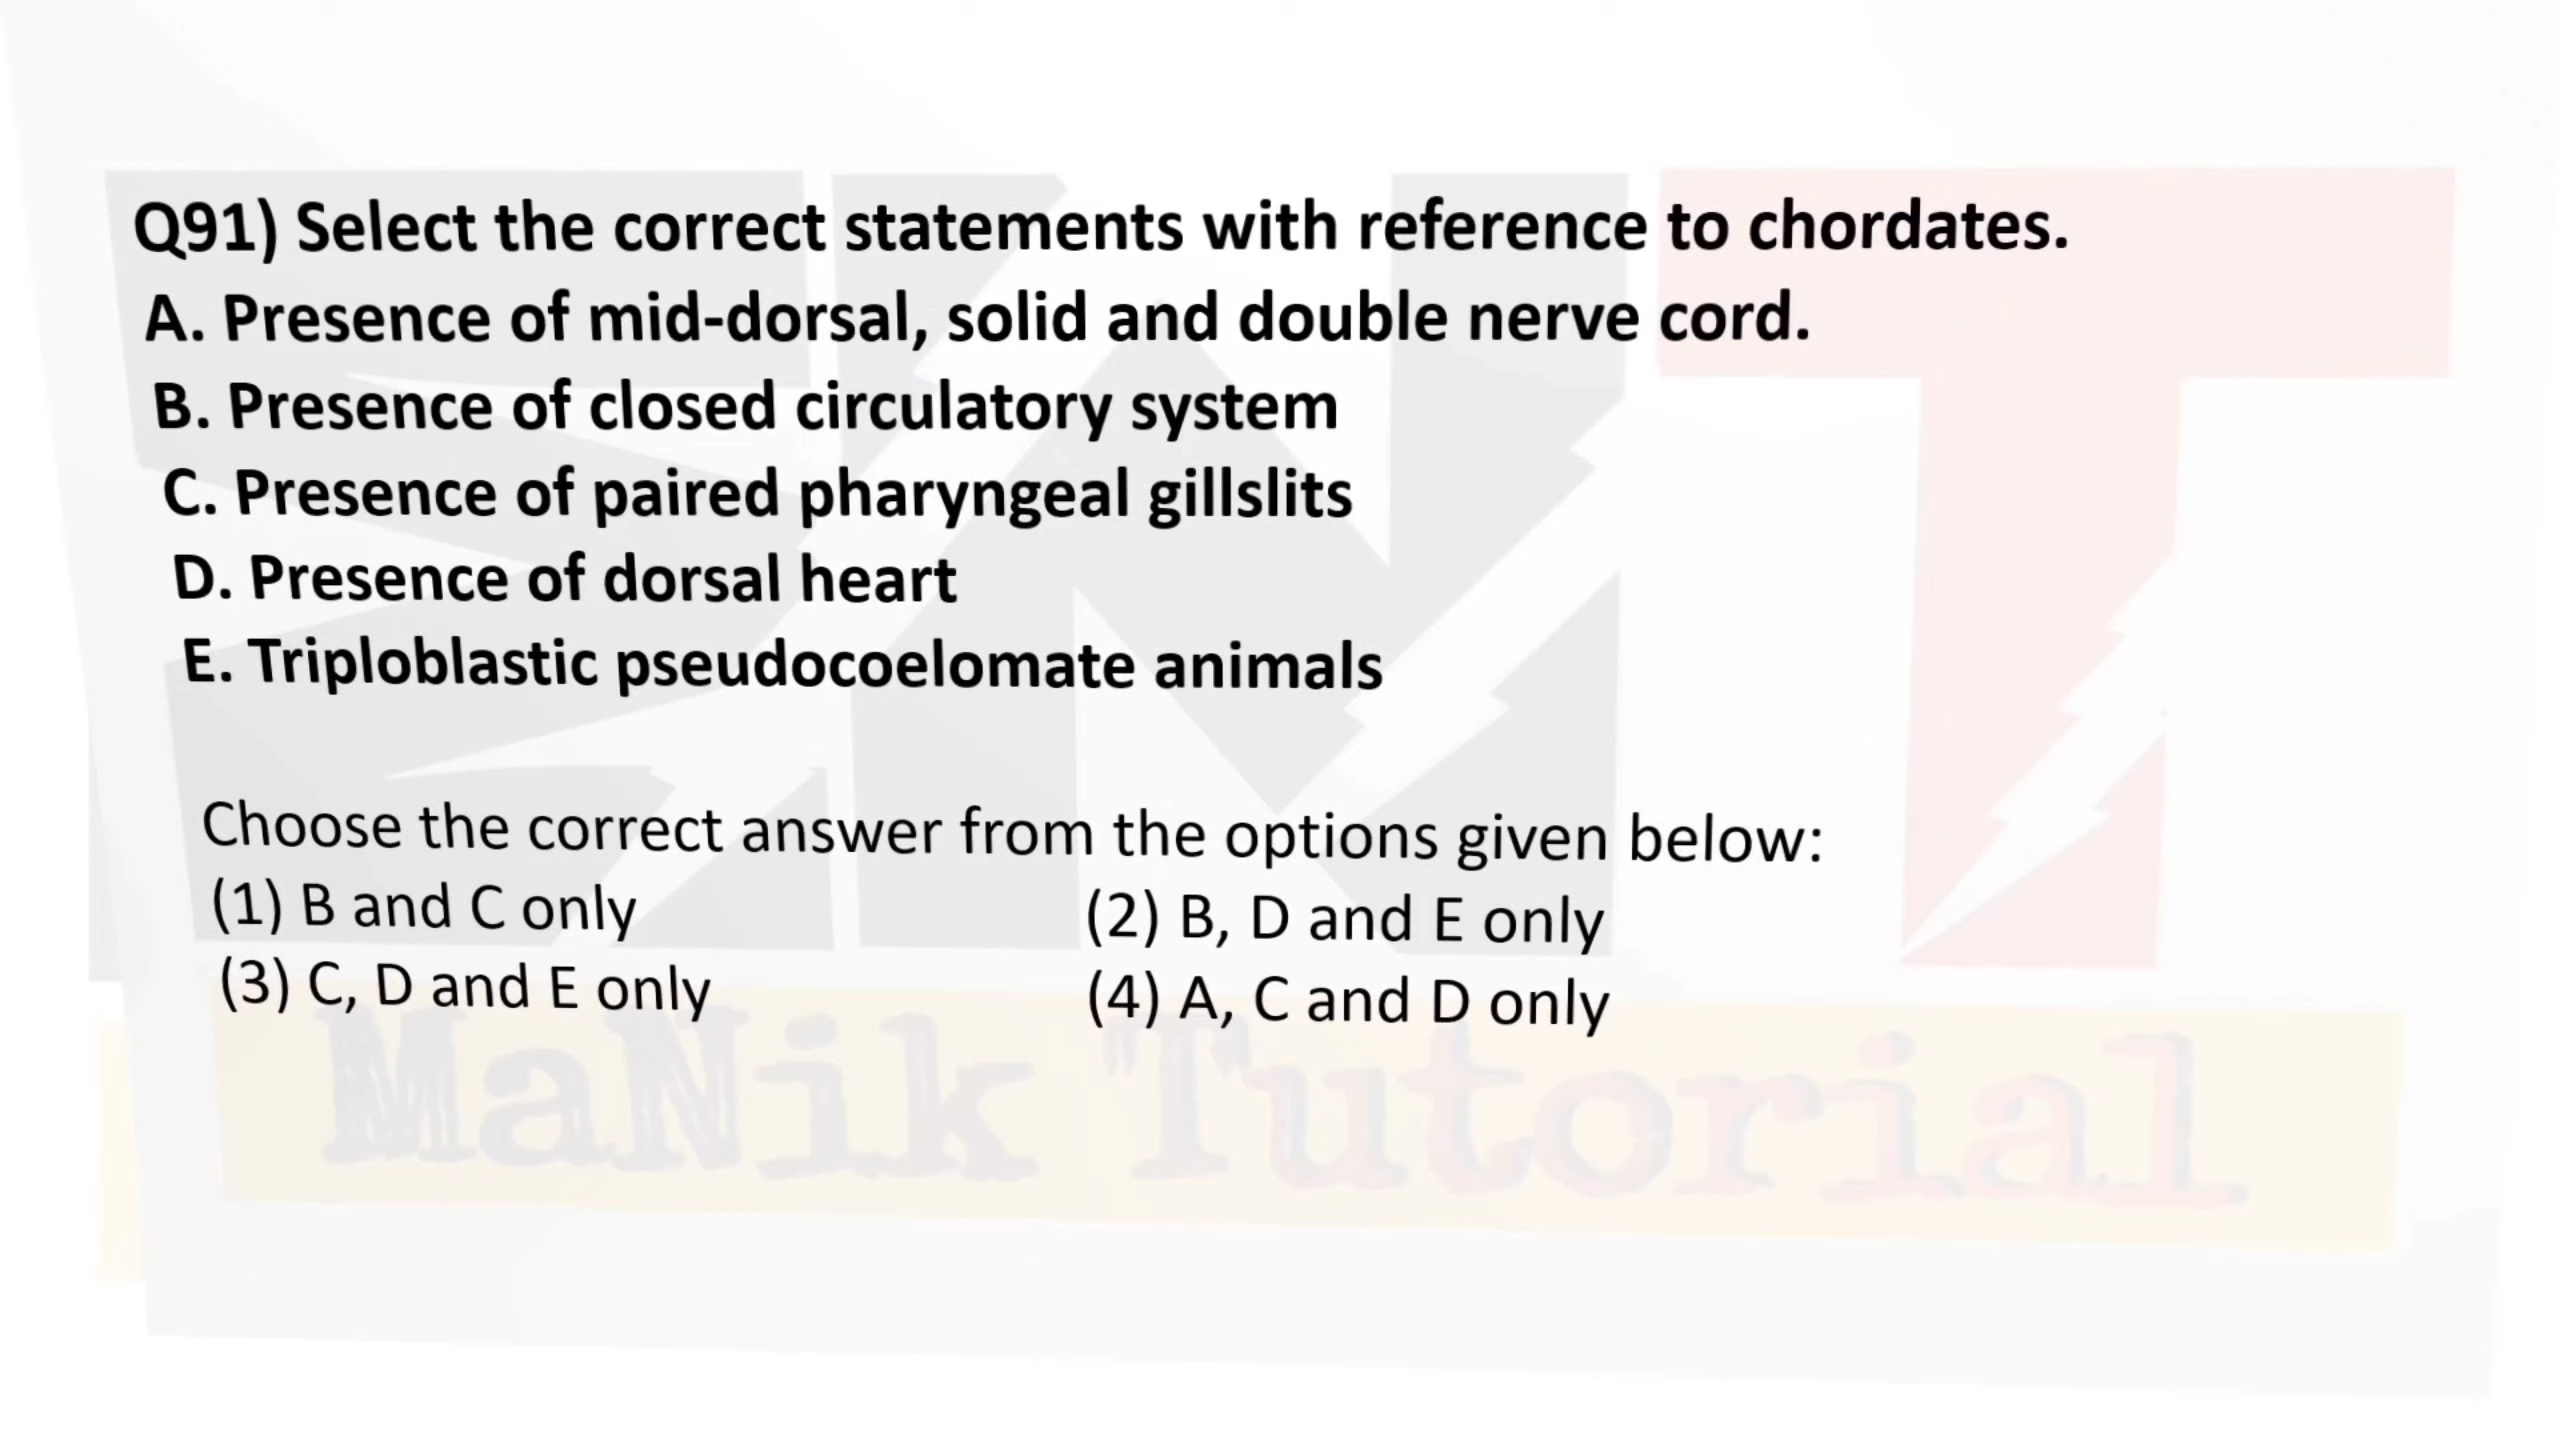 Q91) Select the correct statements with reference to chordates.
A. Presence of mid-dorsal, solid and double nerve cord.
B. Presence of closed circulatory system
C. Presence of paired pharyngeal gillslits
D. Presence of dorsal heart
E. Triploblastic pseudocoelomate animals
Choose the correct answer from the options given below:
(1) B and C only (2) B, D and E only
(3) C, D and E only (4) A, C and D only
MaNik Tutorial